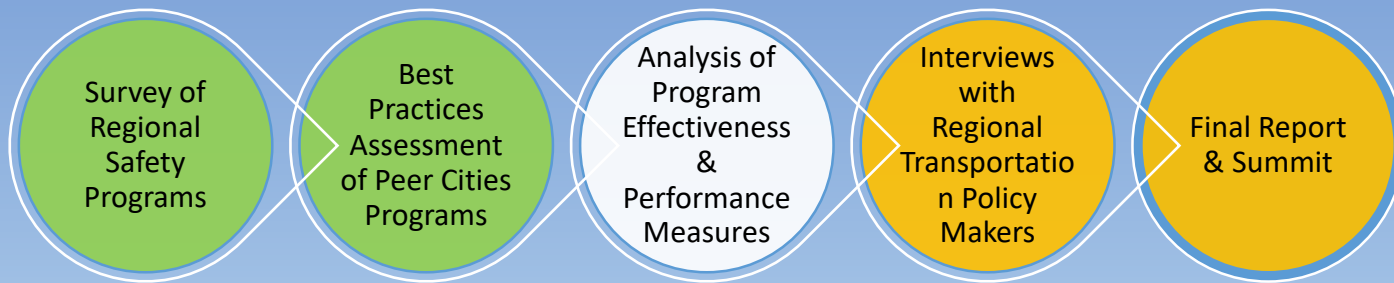 Survey of
Regional
Safety
Programs
Best
Practices
Assessment
of Peer Cities
Programs
Analysis of
Program
Effectiveness
&
Performance
Measures
Interviews
with
Regional
Transportatio
n Policy
Makers
Final Report
& Summit